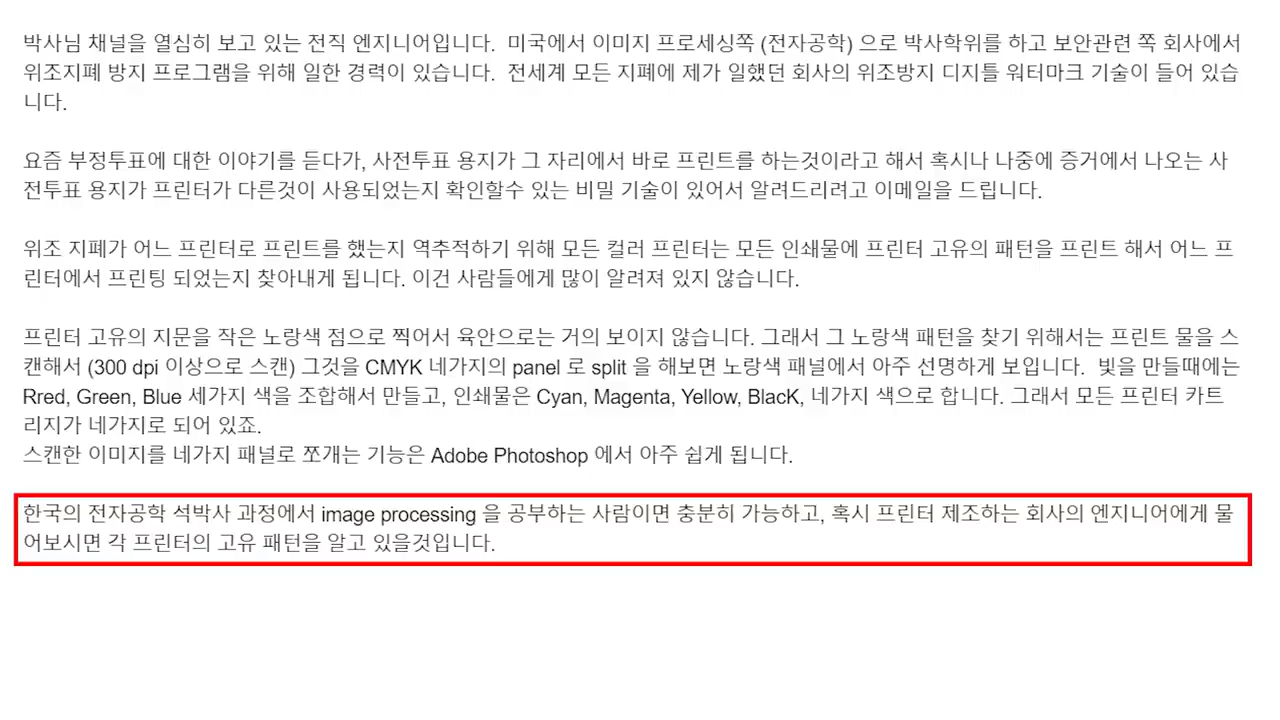 박사님 채널을 열심히 보고 있는 전직 엔지니어입니다. 미국에서 이미지 프로세싱쪽 (전자공학) 으로 박사학위를 하고 보안관련 쪽 회사에서
위조지폐 방지 프로그램을 위해 일한 경력이 있습니다. 전세계 모든 지폐에 제가 일했던 회사의 위조방지 디지틀 워터마크 기술이 들어 있습
니다.
요즘 부정투표에 대한 이야기를 듣다가, 사전투표 용지가 그 자리에서 바로 프린트를 하는것이라고 해서 혹시나 나중에 증거에서 나오는 사
전투표 용지가 프린터가 다른것이 사용되었는지 확인할수 있는 비밀 기술이 있어서 알려드리려고 이메일을 드립니다.
위조 지폐가 어느 프린터로 프린트를 했는지 역추적하기 위해 모든 컬러 프린터는 모든 인쇄물에 프린터 고유의 패턴을 프린트 해서 어느 프
린터에서 프린팅 되었는지 찾아내게 됩니다. 이건 사람들에게 많이 알려져 있지 않습니다.
프린터 고유의 지문을 작은 노랑색 점으로 찍어서 육안으로는 거의 보이지 않습니다. 그래서 그 노랑색 패턴을 찾기 위해서는 프린트 물을 스
캔해서 (300 dpi 이상으로 스캔) 그것을 CMYK 네가지의 panel 로 split 을 해보면 노랑색 패널에서 아주 선명하게 보입니다. 빛을 만들때에는
Rred, Green, Blue 세가지 색을 조합해서 만들고, 인쇄물은 Cyan, Magenta, Yellow, BlacK, 네가지 색으로 합니다. 그래서 모든 프린터 카트
리지가 네가지로 되어 있죠.
스캔한 이미지를 네가지 패널로 쪼개는 기능은 Adobe Photoshop 에서 아주 쉽게 됩니다.
한국의 전자공학 석박사 과정에서 image processing 을 공부하는 사람이면 충분히 가능하고, 혹시 프린터 제조하는 회사의 엔지니어에게 물
어보시면 각 프린터의 고유 패턴을 알고 있을것입니다.